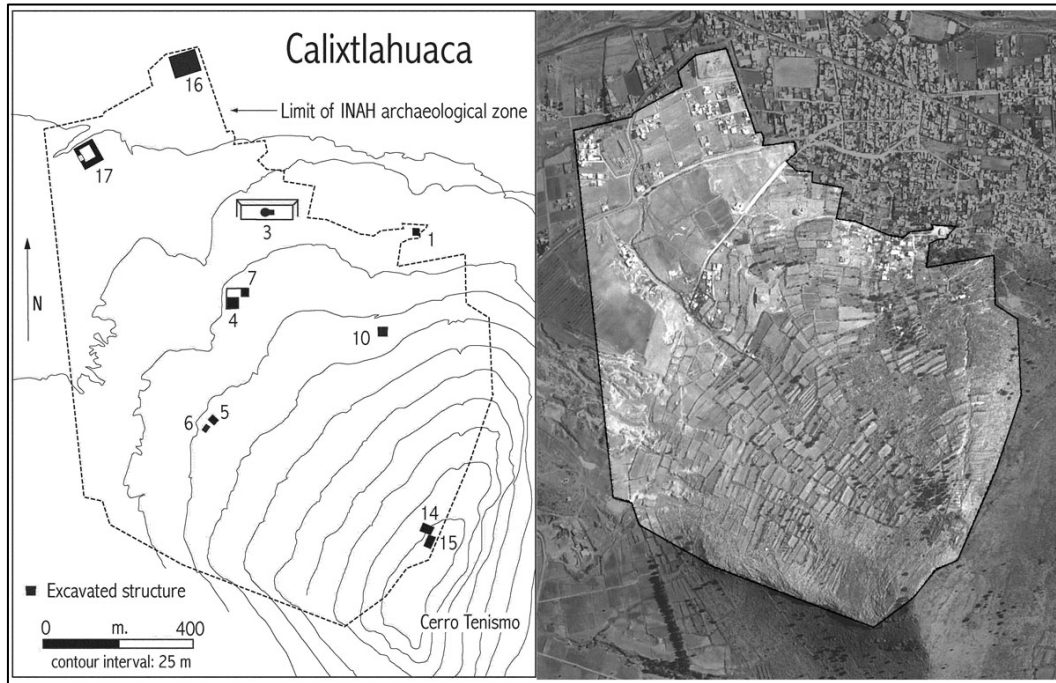 Calixtlahuaca
16
Limit of INAH archaeological zone
17
3
1
N
7
4
10
5
6
14
15
Excavated structure
Cerro Tenismo
0 m. 400
contour interval: 25 m